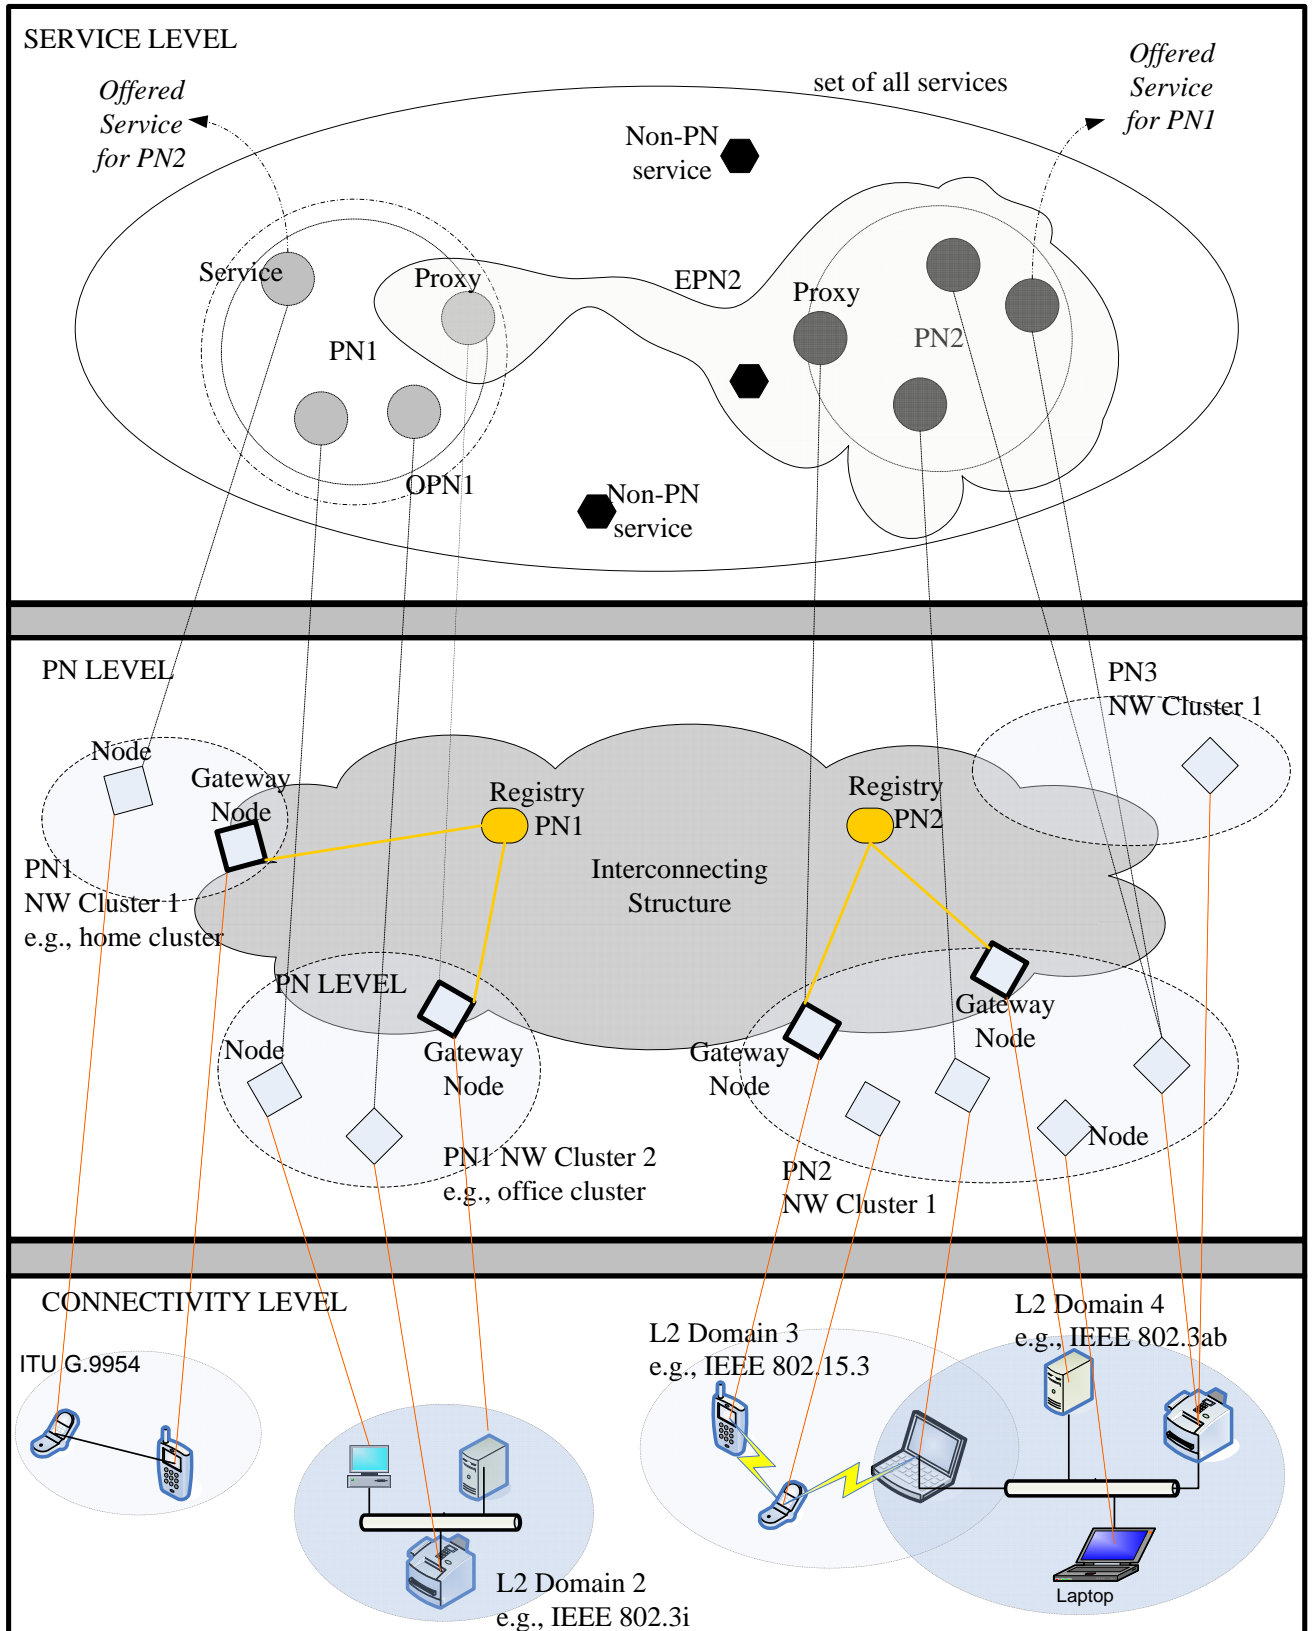 SERVICE LEVEL
Offered
Service
for PN2
set of all services
Offered
Service
for PN1
Non-PN
service
Service
Proxy
EPN2
Proxy
PN1
PN2
OPN1
Non-PN
service
PN LEVEL
PN3
NW Cluster 1
Node
Gateway
Node
Registry
PN1
Registry
PN2
PN1
NW Cluster 1
e.g., home cluster
Interconnecting
Structure
PN LEVEL
Node
Gateway
Node
Gateway
Node
Gateway
Node
Node
PN1 NW Cluster 2
e.g., office cluster
PN2
NW Cluster 1
CONNECTIVITY LEVEL
ITU G.9954
L2 Domain 3
e.g., IEEE 802.15.3
L2 Domain 4
e.g., IEEE 802.3ab
L2 Domain 2
e.g., IEEE 802.3i
Laptop